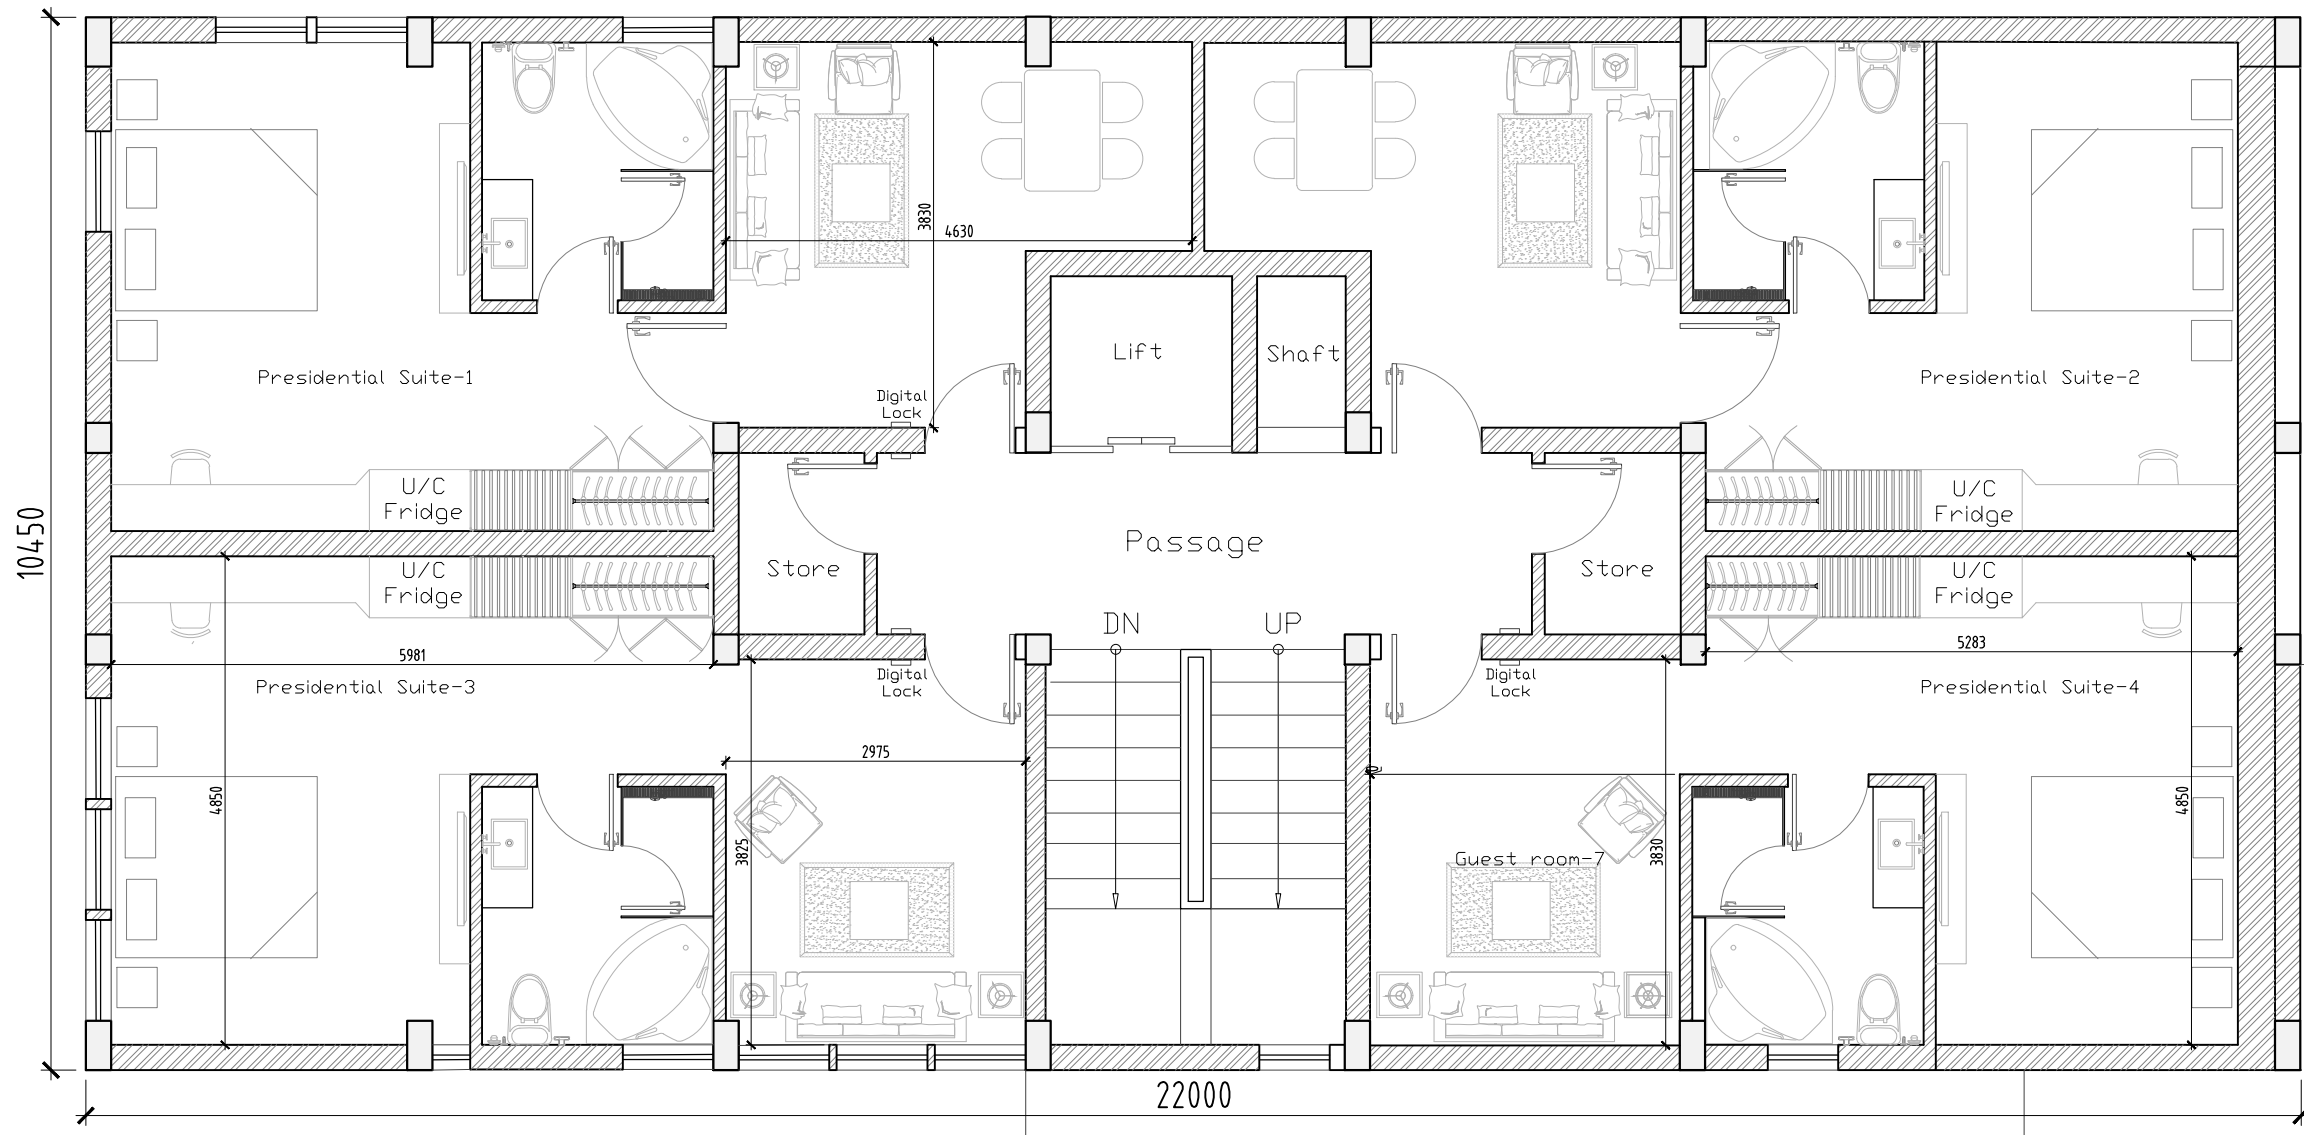 3830
4630
Lift
Shaft
Presidential Suite-1
Presidential Suite-2
Digital
Lock
U/C
Fridge
U/C
Fridge
10450
Passage
Store
Store
U/C
Fridge
U/C
Fridge
DN
UP
5981
5283
Presidential Suite-3
Digital
Lock
Digital
Lock
Presidential Suite-4
2975
4850
3825
Guest room-7
3830
4850
22000